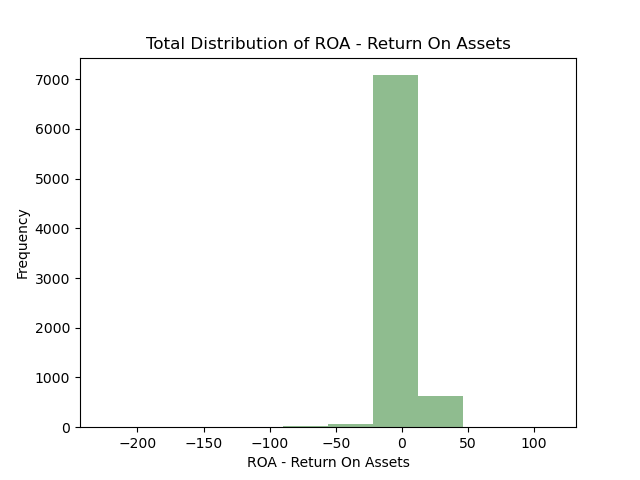 Total Distribution of ROA - Return On Assets
7000
6000
5000
4000
3000
2000
1000
0
Frequency
−200 −150 −100 −50 0 50 100
ROA - Return On Assets